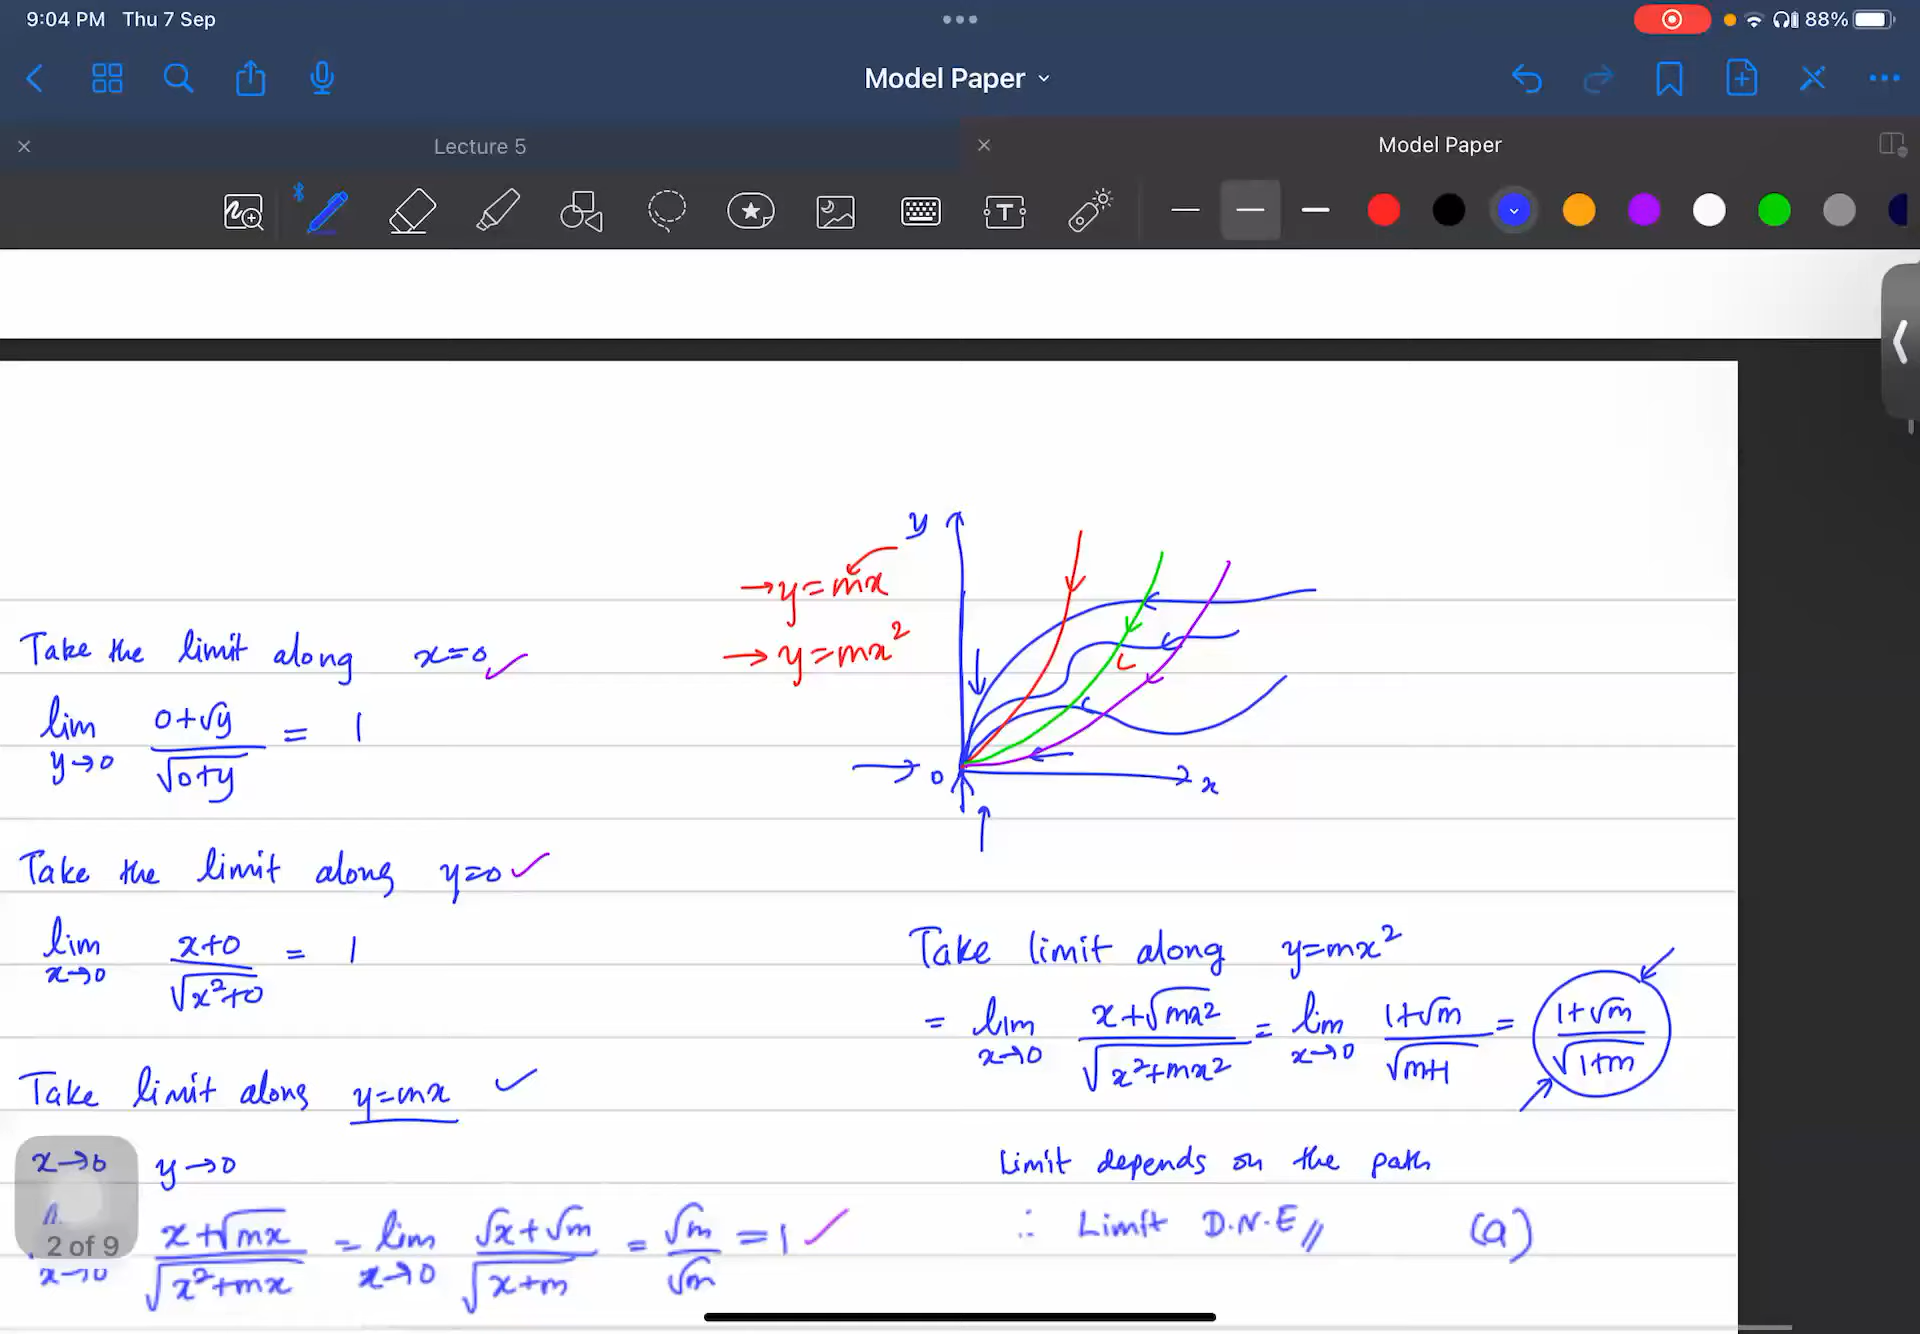 9:04 PM Thu 7 Sep
88%
Model Paper
Lecture 5
Model Paper
y
→ y = mx
→ y = mx²
L
0
x
Take the limit along x=0 ✓
lim y→0 (0+√y)/√(0+y) = 1
Take the limit along y=0 ✓
lim x→0 (x+0)/√(x²+0) = 1
Take limit along y=mx ✓
x→0 y→0
x→0 (x+√mx)/√(x²+mx) = lim x→0 (√x+√m)/√(x+m) = √m/√m = 1 ✓
2 of 9
Take limit along y=mx²
= lim x→0 (x+√mx²)/√(x²+mx²) = lim x→0 (1+√m)/√(m+1) = (1+√m)/√(1+m)
Limit depends on the path
∴ Limit D.N.E // (a)